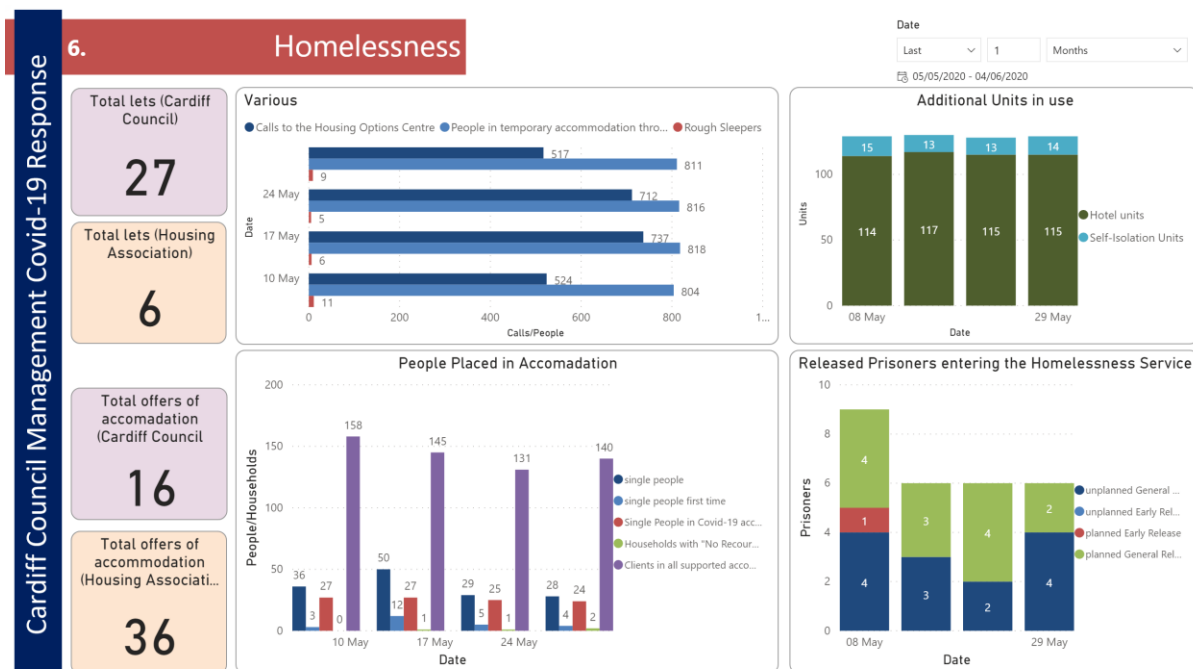 Cardiff Council Management Covid-19 Response
6.
Homelessness
Date
Last
1
Months
05/05/2020 - 04/06/2020
Total lets (Cardiff
Council)
27
Total lets (Housing
Association)
6
Total offers of
accomadation
(Cardiff Council
16
Total offers of
accommodation
(Housing Associati...
36
Various
Calls to the Housing Options Centre
People in temporary accommodation thro...
Rough Sleepers
517
811
9
24 May
712
816
5
17 May
737
818
6
10 May
524
804
11
Date
0
200
400
600
800
1...
Calls/People
Additional Units in use
15
13
13
14
100
50
0
Units
114
117
115
115
08 May
29 May
Date
Hotel units
Self-Isolation Units
People Placed in Accomadation
200
150
100
50
0
People/Households
36
3
27
0
158
50
12
27
1
145
29
5
25
1
131
28
4
24
2
140
10 May
17 May
24 May
Date
single people
single people first time
Single People in Covid-19 acc...
Households with "No Recour...
Clients in all supported acco...
Released Prisoners entering the Homelessness Service
10
8
6
4
2
0
Prisoners
4
1
4
3
3
4
2
2
4
08 May
29 May
Date
unplanned General ...
unplanned Early Rel...
planned Early Release
planned General Rel...